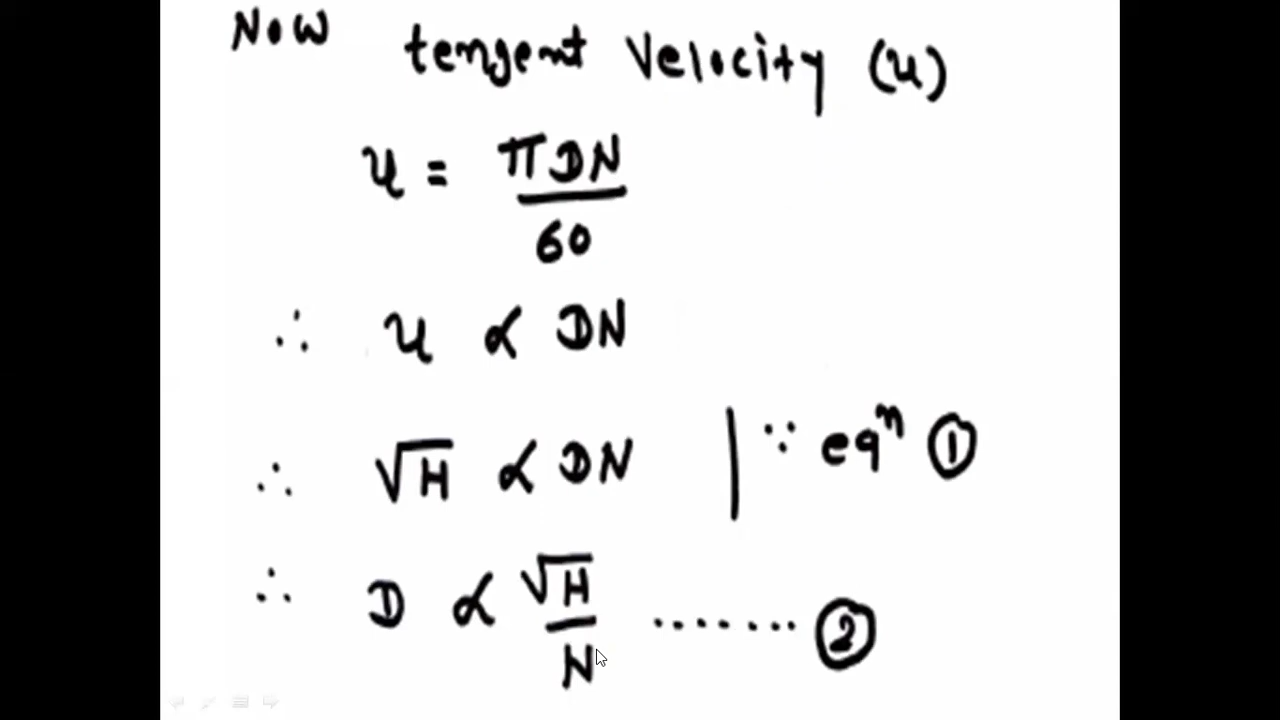 Now tengent Velocity (u)
u = πDN / 60
∴ u ∝ DN
∴ √H ∝ DN | ∵ eqⁿ ①
∴ D ∝ √H / N ........ ②